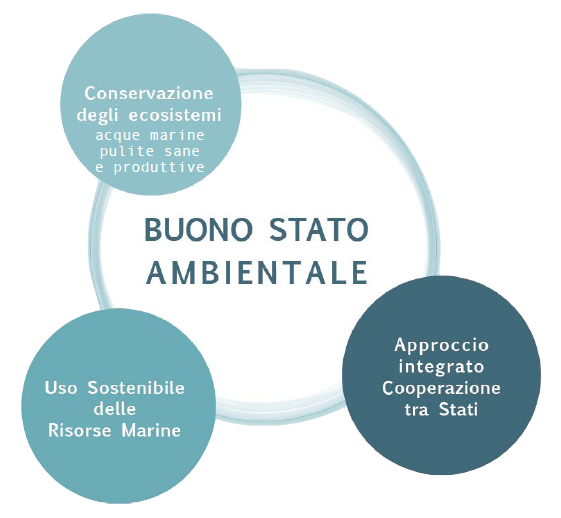 Conservazione
degli ecosistemi
acque marine
pulite sane
e produttive
BUONO STATO
AMBIENTALE
Approccio
integrato
Cooperazione
tra Stati
Uso Sostenibile
delle
Risorse Marine